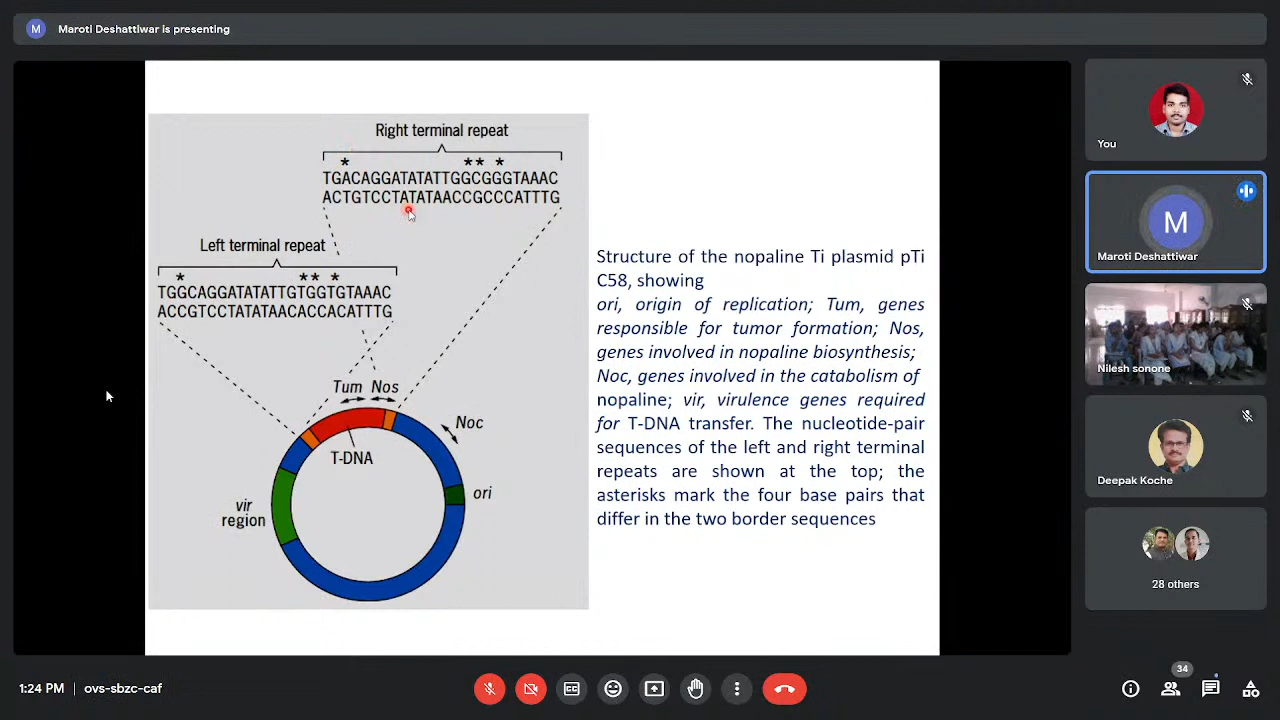 M Maroti Deshattiwar is presenting
Right terminal repeat
* ** *
TGACAGGATATATTGGCGGGTAAAC
ACTGTCCTATATAACCGCCCATTTG
Left terminal repeat
* ** *
TGGCAGGATATATTGTGGTGTAAAC
ACCGTCCTATATAACACCACATTTG
Tum Nos
Noc
T-DNA
ori
vir
region
Structure of the nopaline Ti plasmid pTi
C58, showing
ori, origin of replication; Tum, genes
responsible for tumor formation; Nos,
genes involved in nopaline biosynthesis;
Noc, genes involved in the catabolism of
nopaline; vir, virulence genes required
for T-DNA transfer. The nucleotide-pair
sequences of the left and right terminal
repeats are shown at the top; the
asterisks mark the four base pairs that
differ in the two border sequences
You
M
Maroti Deshattiwar
Nilesh sonone
Deepak Koche
28 others
1:24 PM | ovs-sbzc-caf
34